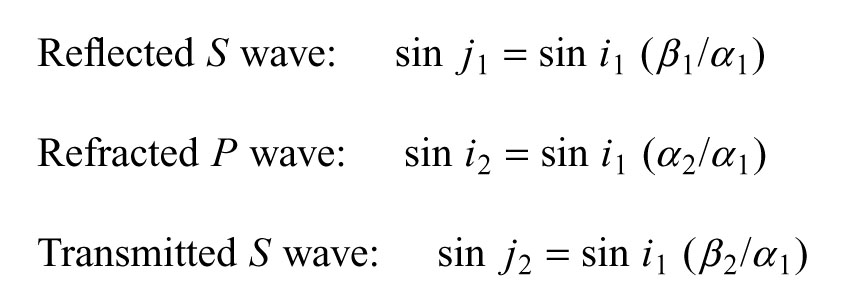 Reflected S wave: sin j₁ = sin i₁ (β₁/α₁)
Refracted P wave: sin i₂ = sin i₁ (α₂/α₁)
Transmitted S wave: sin j₂ = sin i₁ (β₂/α₁)